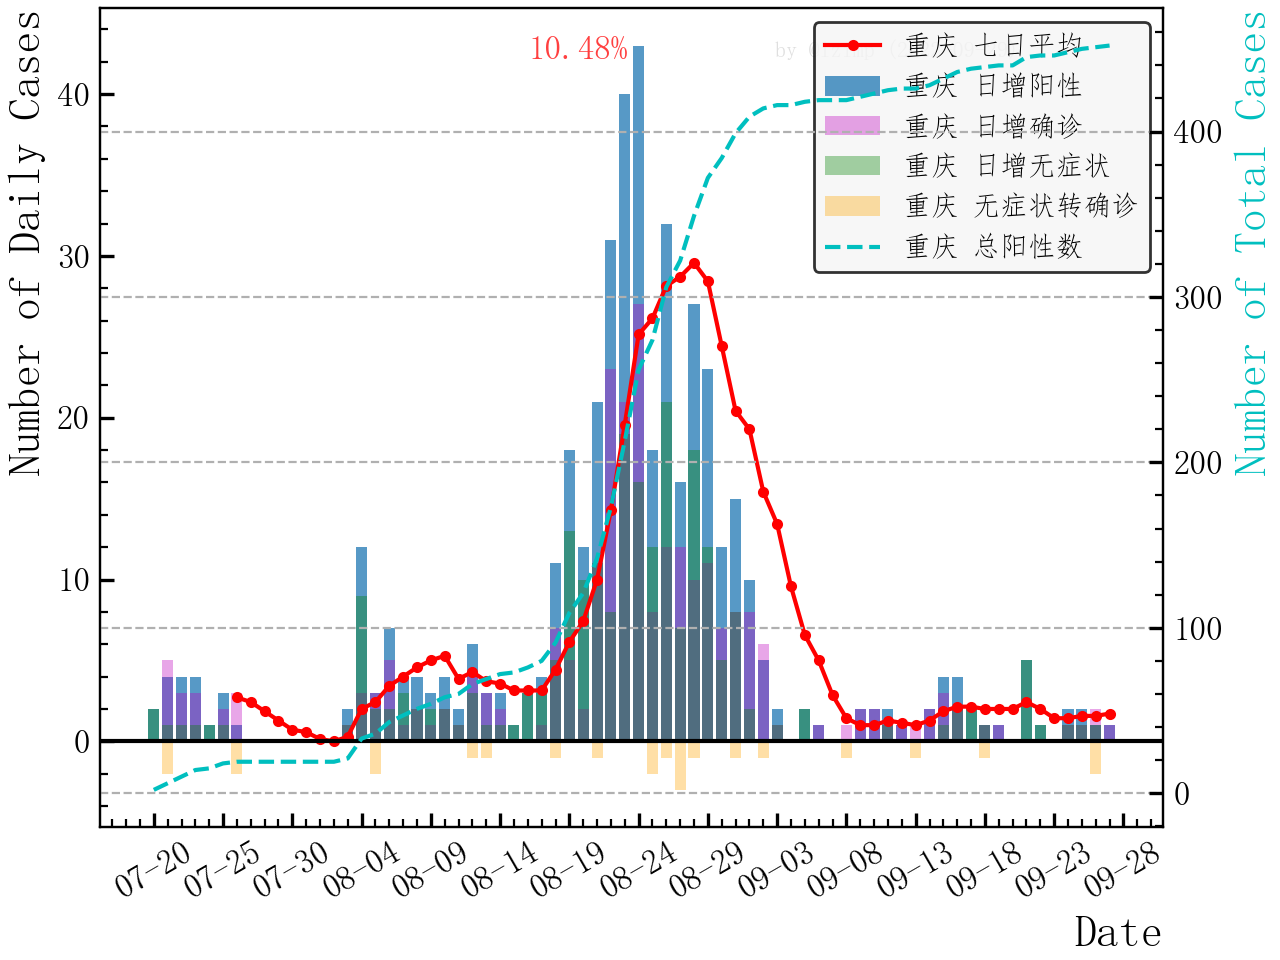 Number of Daily Cases
40
30
20
10
0
10.48%
by
重庆 七日平均
重庆 日增阳性
重庆 日增确诊
重庆 日增无症状
重庆 无症状转确诊
重庆 总阳性数
400
300
200
100
0
Number of Total Cases
07-20 07-25 07-30 08-04 08-09 08-14 08-19 08-24 08-29 09-03 09-08 09-13 09-18 09-23 09-28
Date